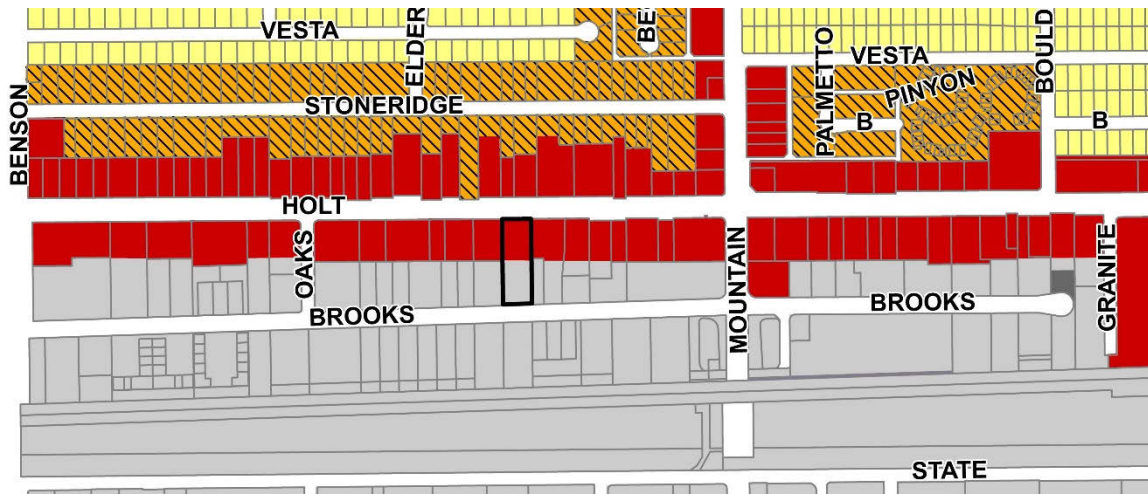 VESTA
ELDER
BE
VESTA
BOULD
PALMETTO
PINYON
STONERIDGE
B
B
BENSON
HOLT
OAKS
MOUNTAIN
GRANITE
BROOKS
BROOKS
STATE